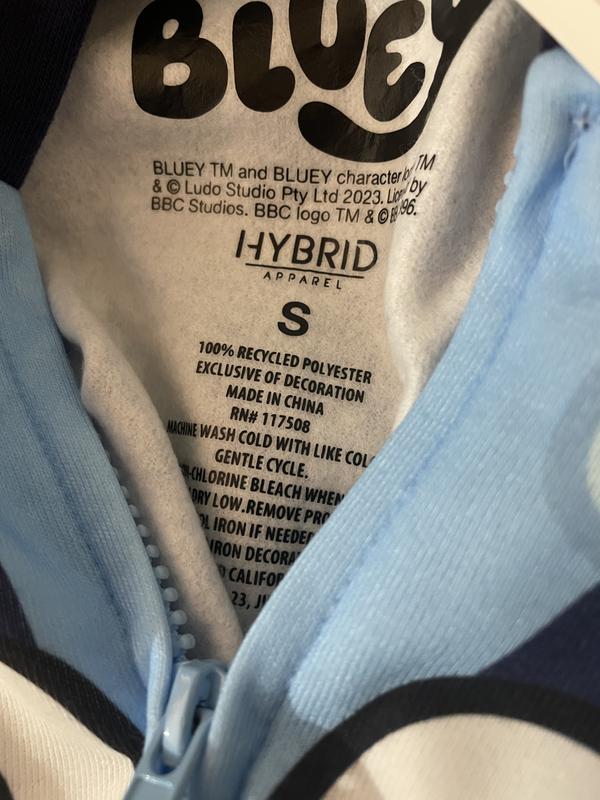 BLUEY
BLUEY TM and BLUEY character TM
& © Ludo Studio Pty Ltd 2023. by
BBC Studios. BBC logo TM & ©
HYBRID
APPAREL
S
100% RECYCLED POLYESTER
EXCLUSIVE OF DECORATION
MADE IN CHINA
RN# 117508
MACHINE WASH COLD WITH LIKE
GENTLE CYCLE.
-CHLORINE BLEACH WHEN
LOW.REMOVE
IRON IF NEEDED
IRON
23,